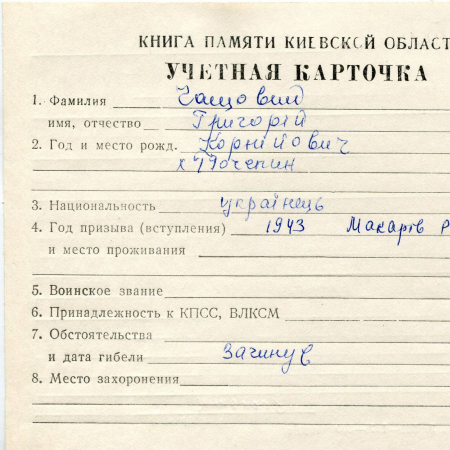 КНИГА ПАМЯТИ КИЕВСКОЙ ОБЛАСТ
УЧЕТНАЯ КАРТОЧКА
1. Фамилия
имя, отчество Григорій
2. Год и место рожд. Корнійович
х
3. Национальность українець
4. Год призыва (вступления) 1943 Макарів Р
и место проживания
5. Воинское звание
6. Принадлежность к КПСС, ВЛКСМ
7. Обстоятельства
и дата гибели Загинув
8. Место захоронения